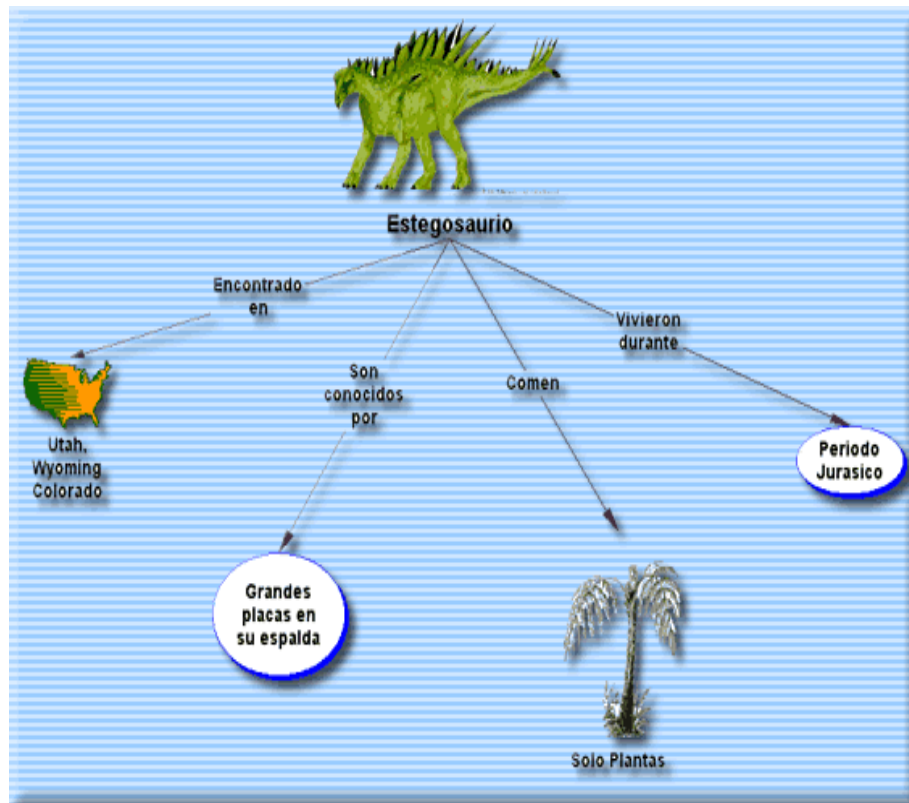 Estegosaurio
Encontrado
en
Vivieron
durante
Son
conocidos
por
Comen
Utah,
Wyoming
Colorado
Periodo
Jurasico
Grandes
placas en
su espalda
Solo Plantas